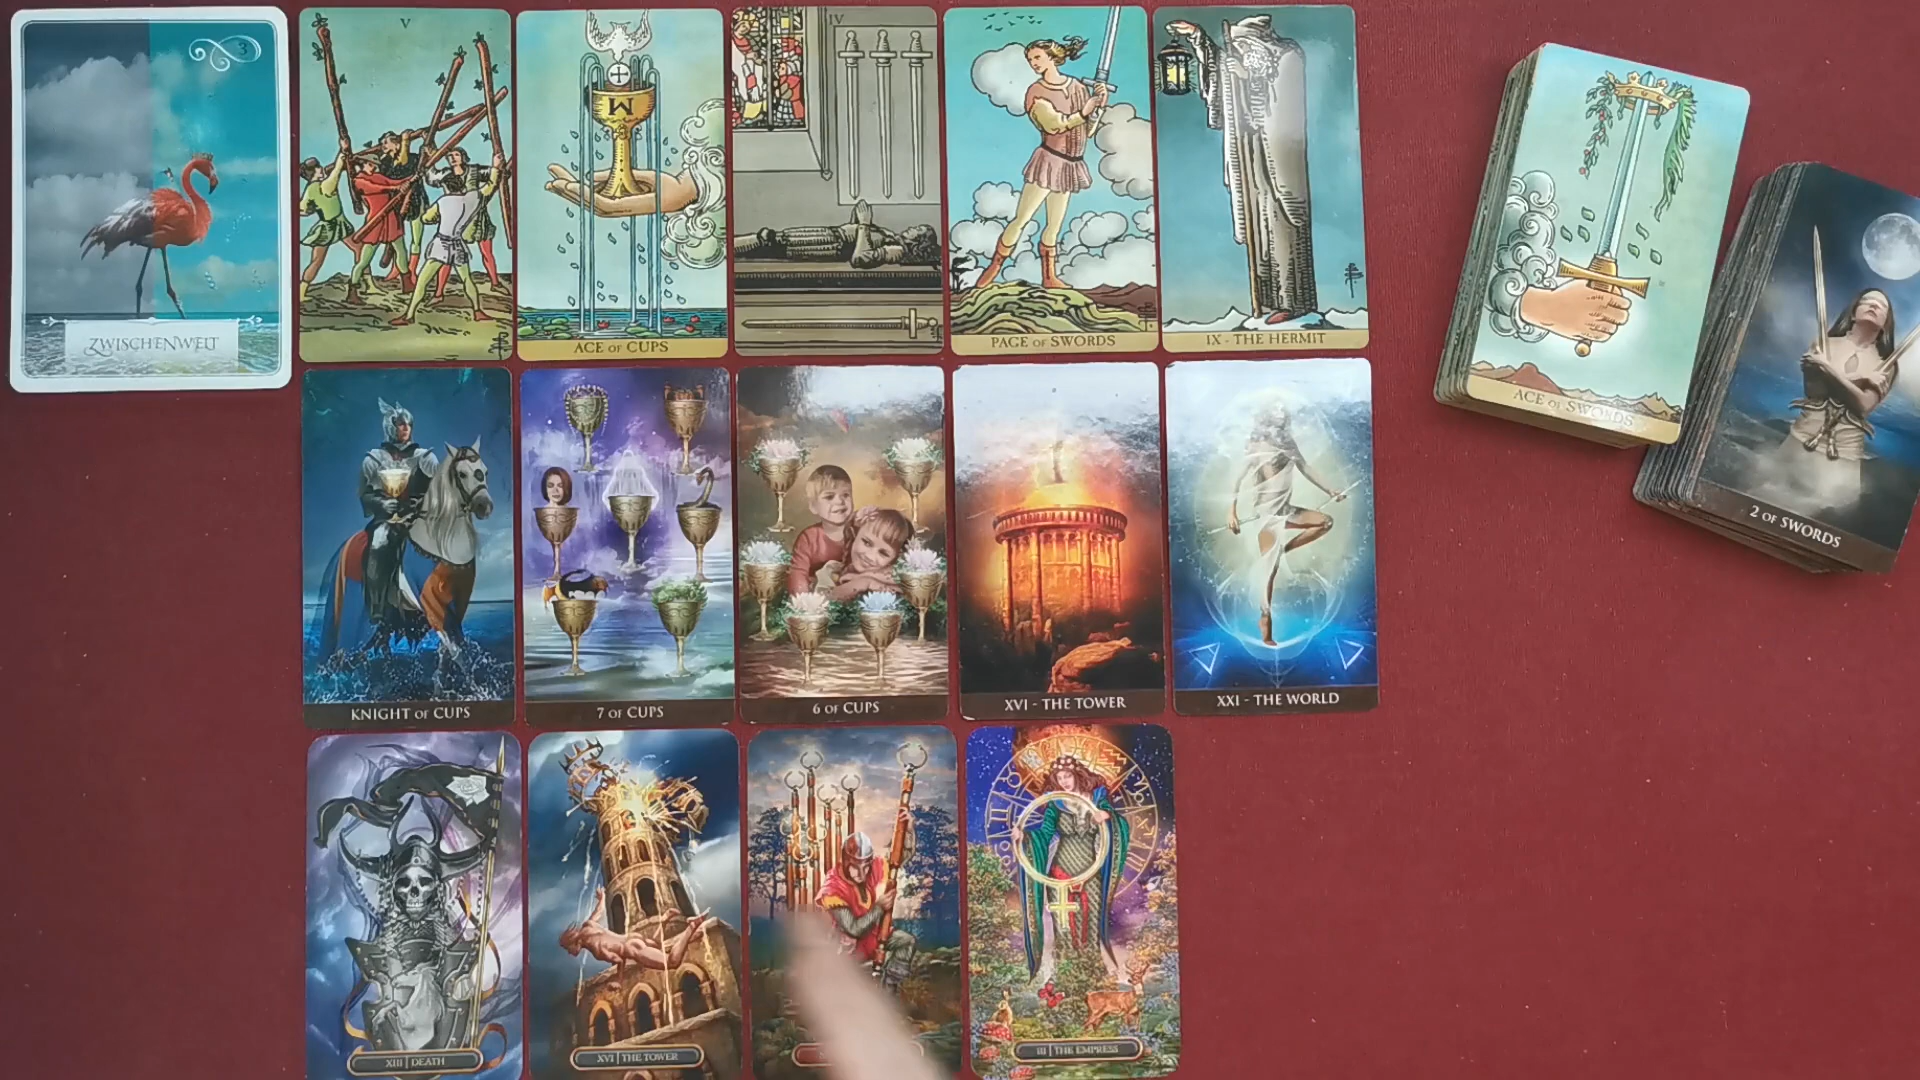 3
ZWISCHENWELT
V
ACE OF CUPS
IV
PAGE OF SWORDS
IX - THE HERMIT
ACE OF SWORDS
2 OF SWORDS
KNIGHT OF CUPS
7 OF CUPS
6 OF CUPS
XVI - THE TOWER
XXI - THE WORLD
XIII | DEATH
XVI | THE TOWER
III | THE EMPRESS